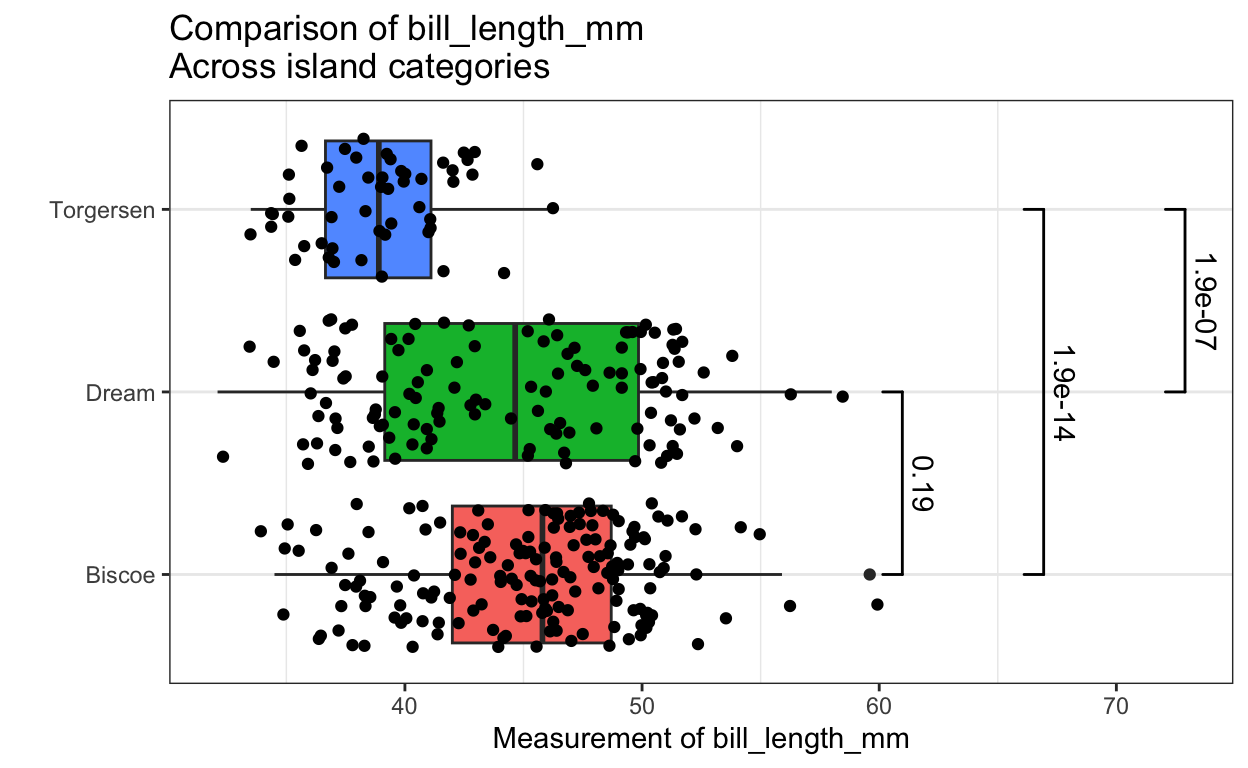 Comparison of bill_length_mm
Across island categories
Torgersen
Dream
Biscoe
1.9e-07
1.9e-14
0.19
40 50 60 70
Measurement of bill_length_mm